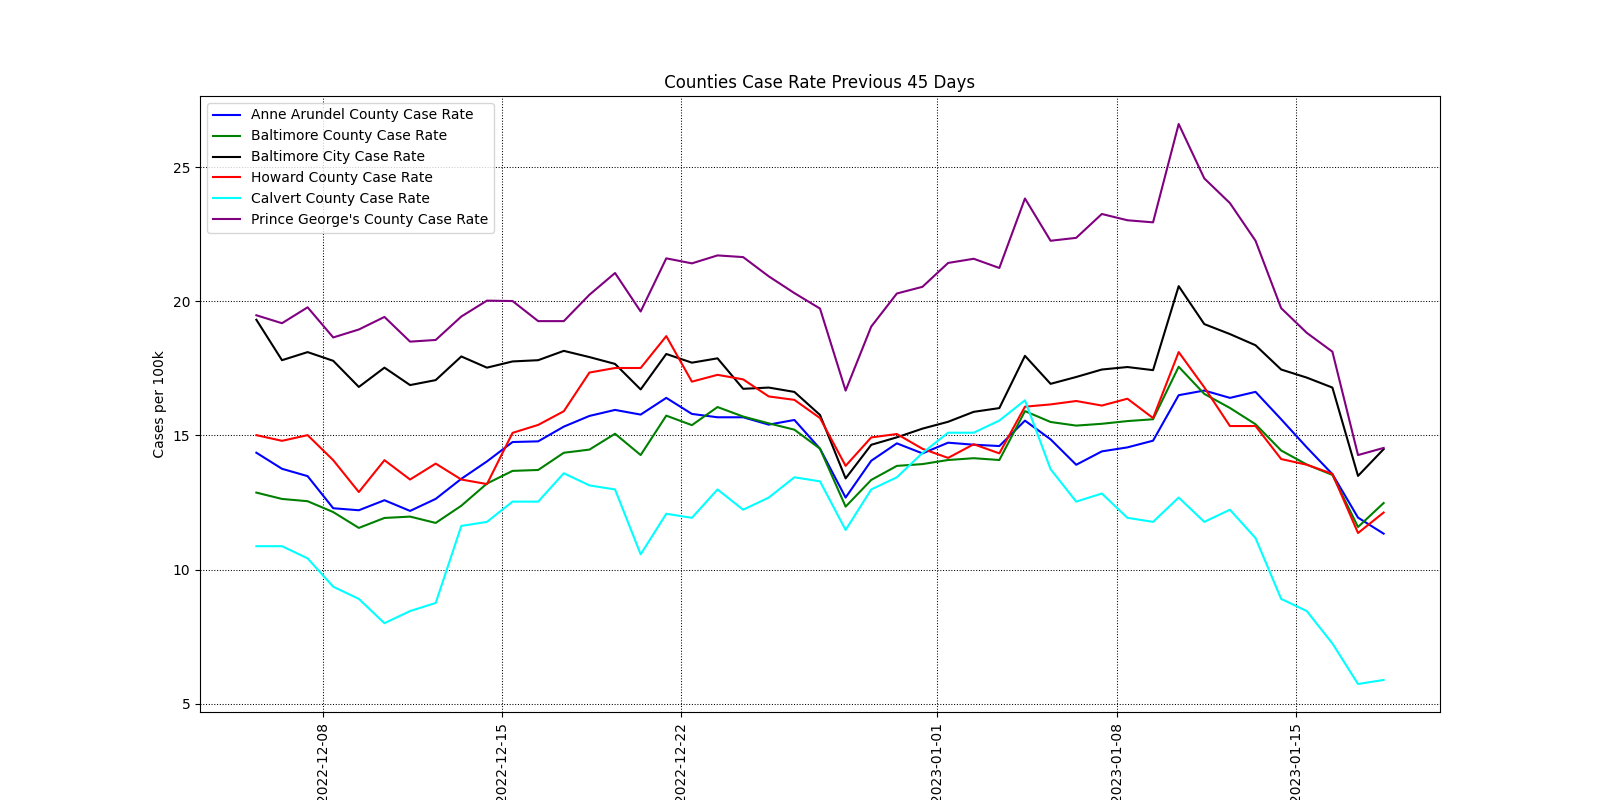 Counties Case Rate Previous 45 Days
Anne Arundel County Case Rate
Baltimore County Case Rate
Baltimore City Case Rate
Howard County Case Rate
Calvert County Case Rate
Prince George's County Case Rate
Cases per 100k
25
20
15
10
5
2022-12-08
2022-12-15
2022-12-22
2023-01-01
2023-01-08
2023-01-15